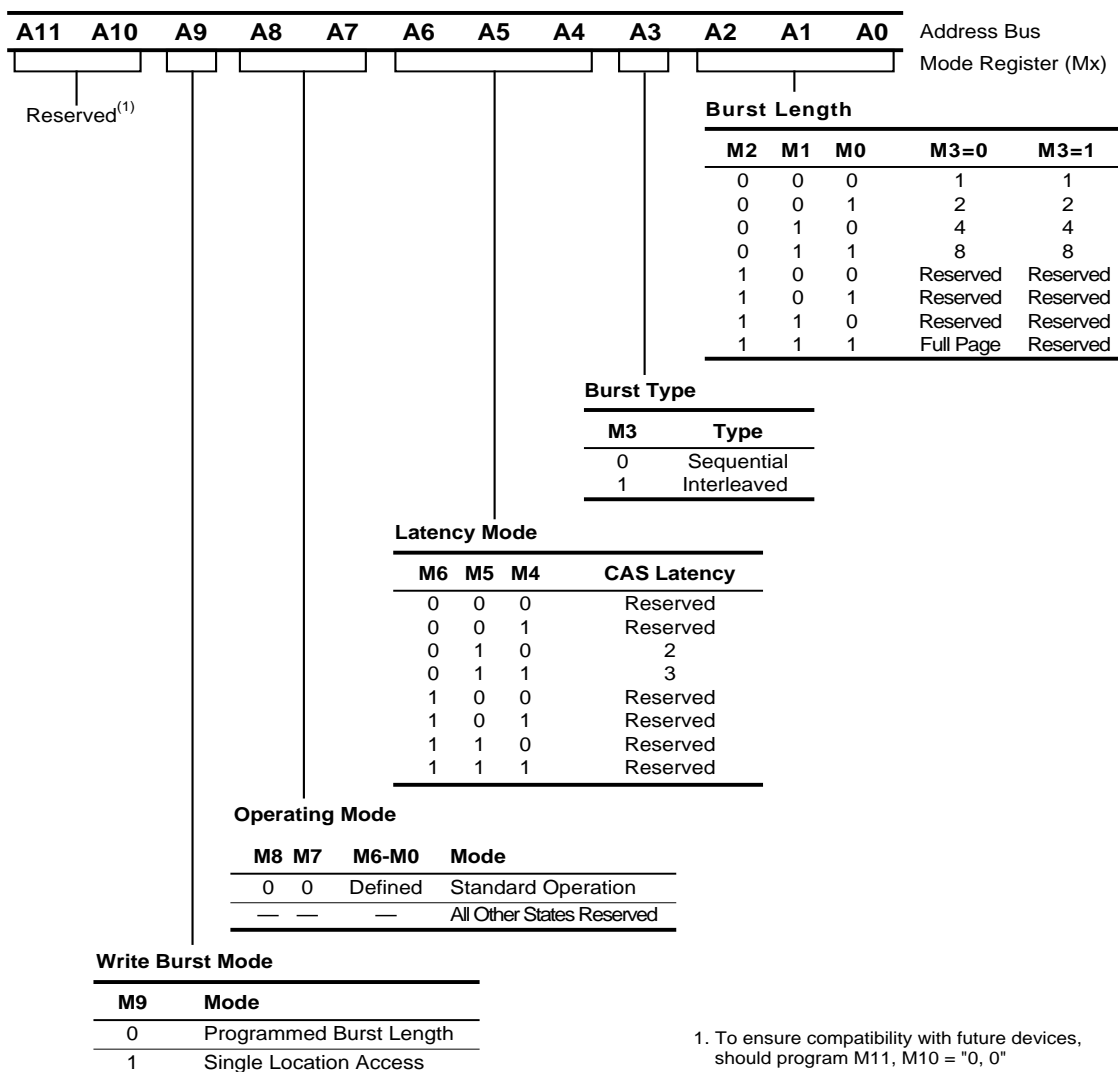 A11 A10 A9 A8 A7 A6 A5 A4 A3 A2 A1 A0 Address Bus
Mode Register (Mx)
Reserved(1)
Burst Length
M2 M1 M0 M3=0 M3=1
0 0 0 1 1
0 0 1 2 2
0 1 0 4 4
0 1 1 8 8
1 0 0 Reserved Reserved
1 0 1 Reserved Reserved
1 1 0 Reserved Reserved
1 1 1 Full Page Reserved
Burst Type
M3 Type
0 Sequential
1 Interleaved
Latency Mode
M6 M5 M4 CAS Latency
0 0 0 Reserved
0 0 1 Reserved
0 1 0 2
0 1 1 3
1 0 0 Reserved
1 0 1 Reserved
1 1 0 Reserved
1 1 1 Reserved
Operating Mode
M8 M7 M6-M0 Mode
0 0 Defined Standard Operation
— — — All Other States Reserved
Write Burst Mode
M9 Mode
0 Programmed Burst Length
1 Single Location Access
1. To ensure compatibility with future devices,
should program M11, M10 = "0, 0"